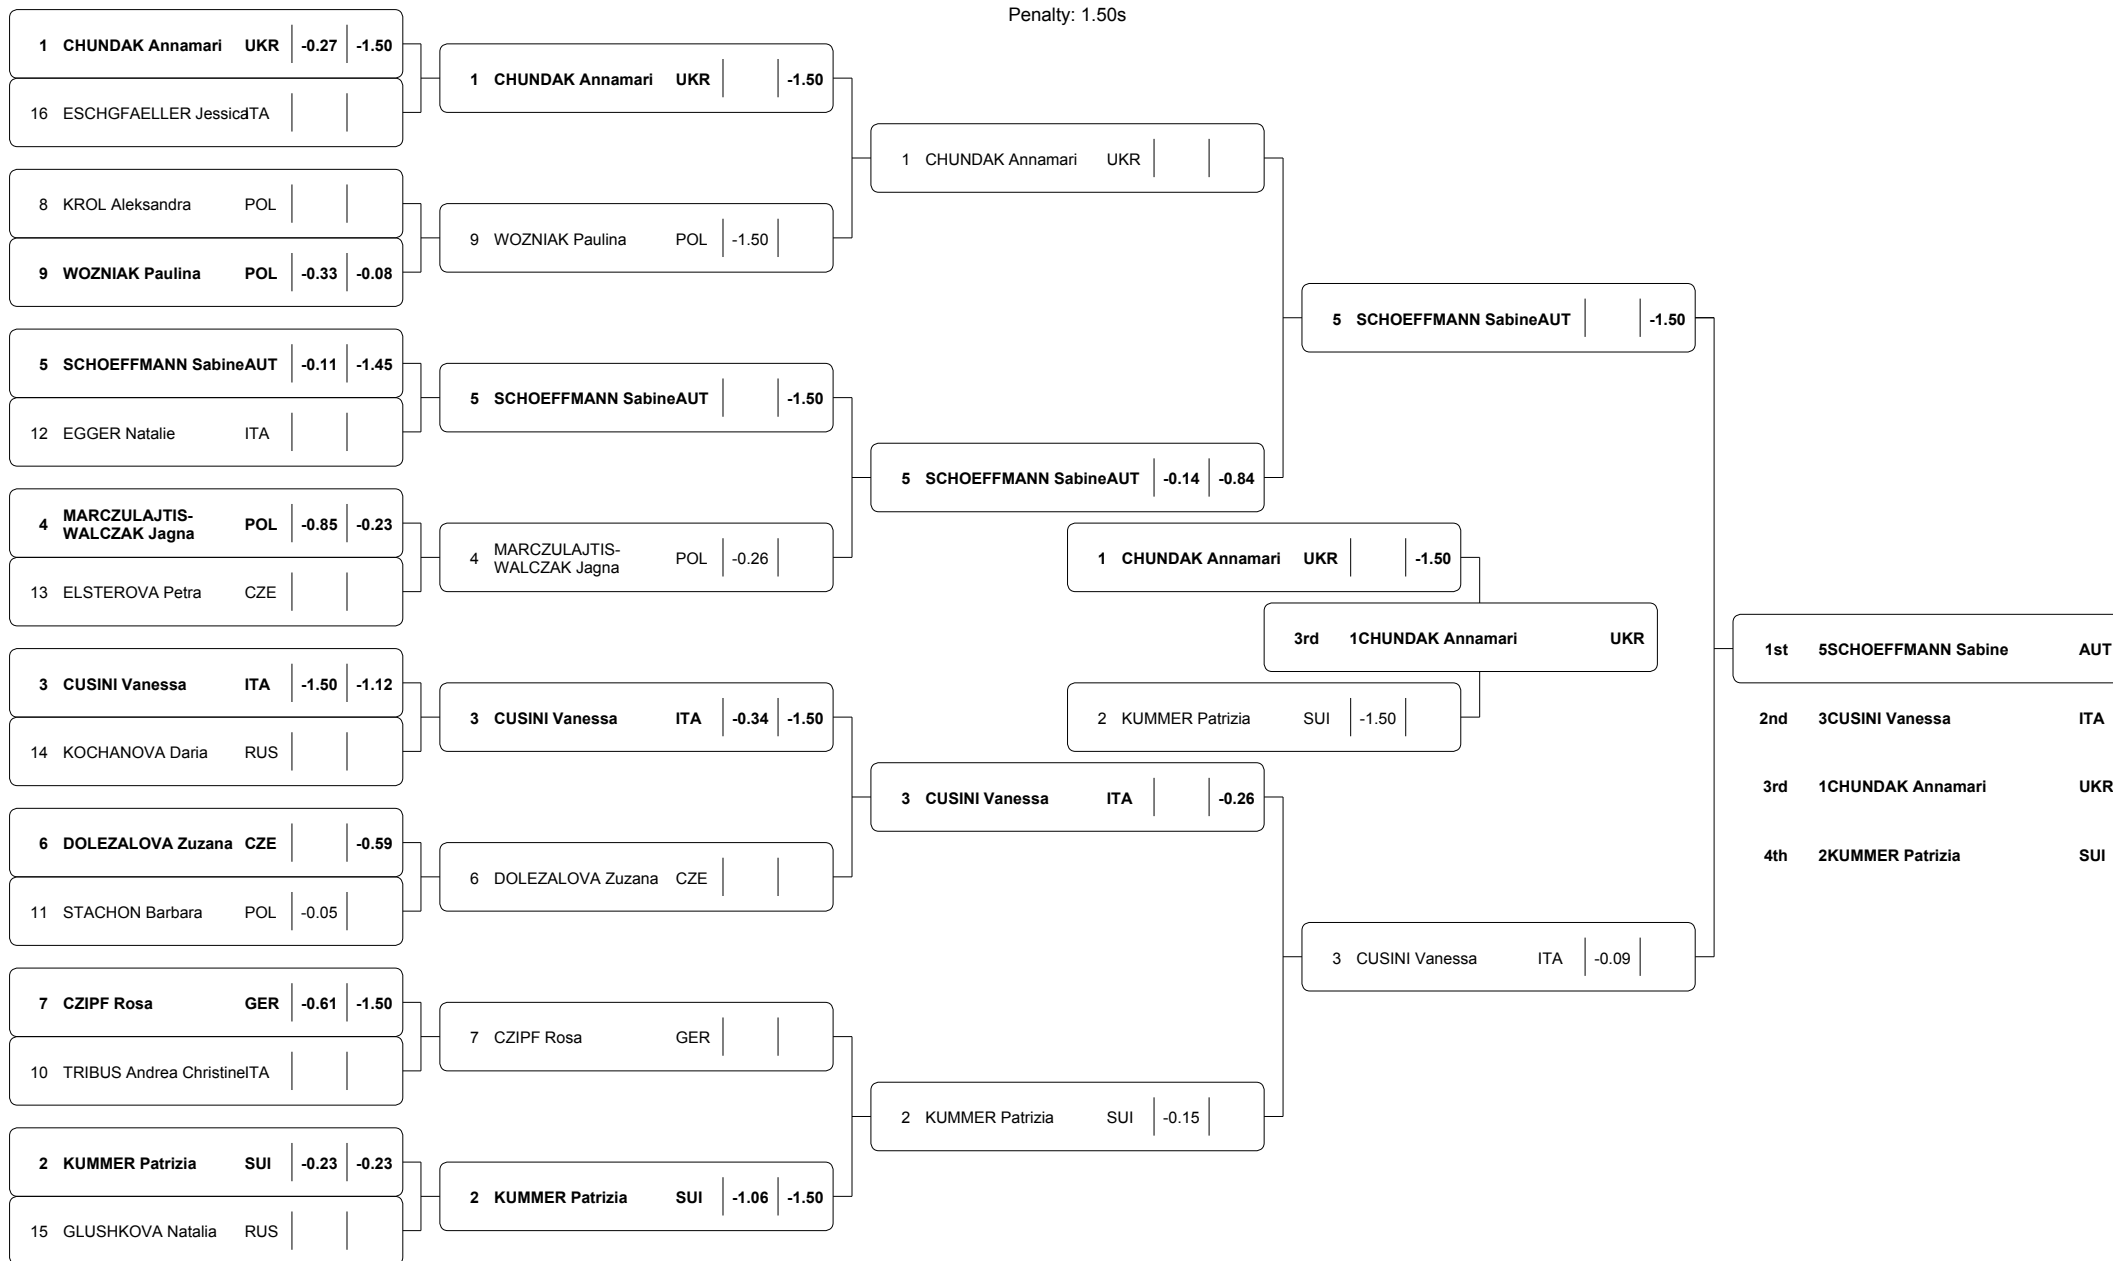 Penalty: 1.50s
1 CHUNDAK Annamari UKR -0.27 -1.50
16 ESCHGFAELLER Jessica ITA
8 KROL Aleksandra POL
9 WOZNIAK Paulina POL -0.33 -0.08
5 SCHOEFFMANN Sabine AUT -0.11 -1.45
12 EGGER Natalie ITA
4 MARCZULAJTIS-
WALCZAK Jagna POL -0.85 -0.23
13 ELSTEROVA Petra CZE
3 CUSINI Vanessa ITA -1.50 -1.12
14 KOCHANOVA Daria RUS
6 DOLEZALOVA Zuzana CZE -0.59
11 STACHON Barbara POL -0.05
7 CZIPF Rosa GER -0.61 -1.50
10 TRIBUS Andrea Christine ITA
2 KUMMER Patrizia SUI -0.23 -0.23
15 GLUSHKOVA Natalia RUS
1 CHUNDAK Annamari UKR -1.50
9 WOZNIAK Paulina POL -1.50
5 SCHOEFFMANN Sabine AUT -1.50
4 MARCZULAJTIS-
WALCZAK Jagna POL -0.26
3 CUSINI Vanessa ITA -0.34 -1.50
6 DOLEZALOVA Zuzana CZE
7 CZIPF Rosa GER
2 KUMMER Patrizia SUI -1.06 -1.50
1 CHUNDAK Annamari UKR
5 SCHOEFFMANN Sabine AUT -0.14 -0.84
3 CUSINI Vanessa ITA -0.26
2 KUMMER Patrizia SUI -0.15
5 SCHOEFFMANN Sabine AUT -1.50
3 CUSINI Vanessa ITA -0.09
1 CHUNDAK Annamari UKR -1.50
2 KUMMER Patrizia SUI -1.50
3rd 1CHUNDAK Annamari UKR
1st 5SCHOEFFMANN Sabine AUT
2nd 3CUSINI Vanessa ITA
3rd 1CHUNDAK Annamari UKR
4th 2KUMMER Patrizia SUI